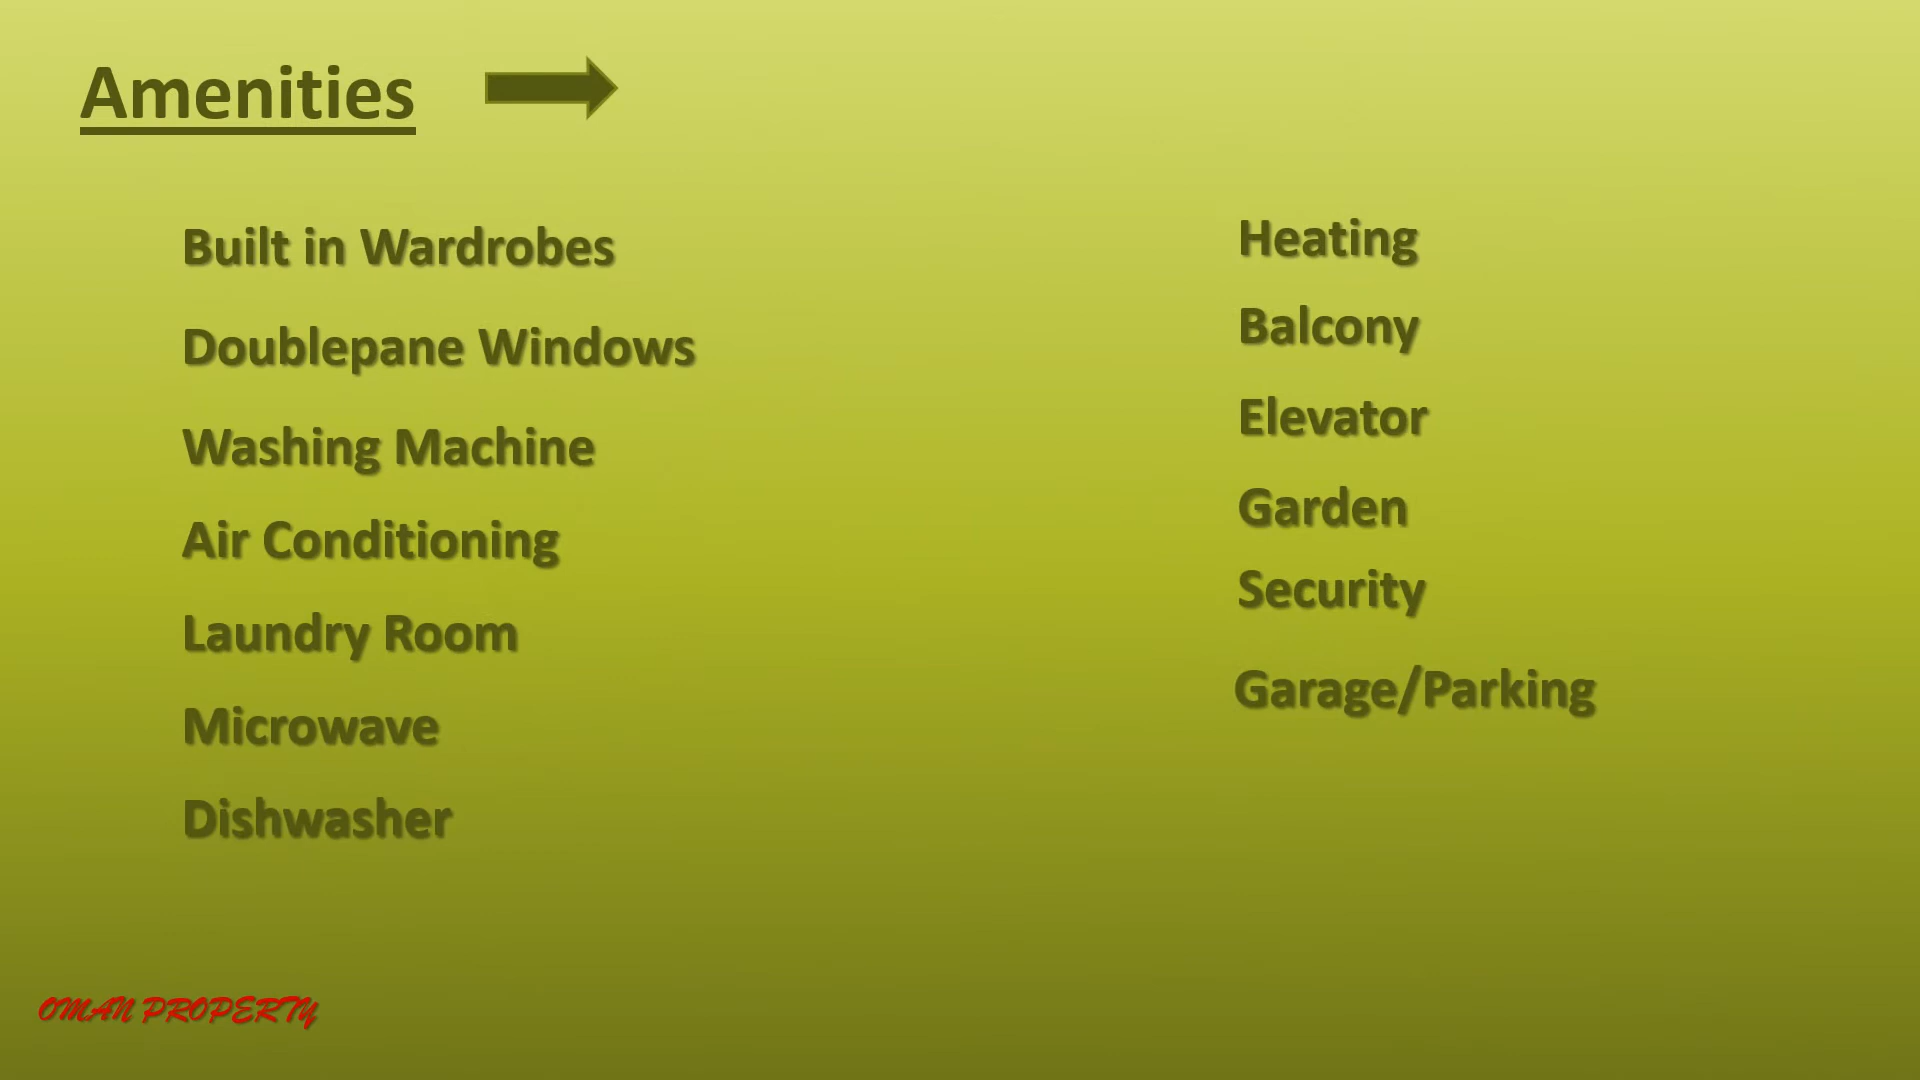 Amenities
Built in Wardrobes
Doublepane Windows
Washing Machine
Air Conditioning
Laundry Room
Microwave
Dishwasher
Heating
Balcony
Elevator
Garden
Security
Garage/Parking
OMAN PROPERTY